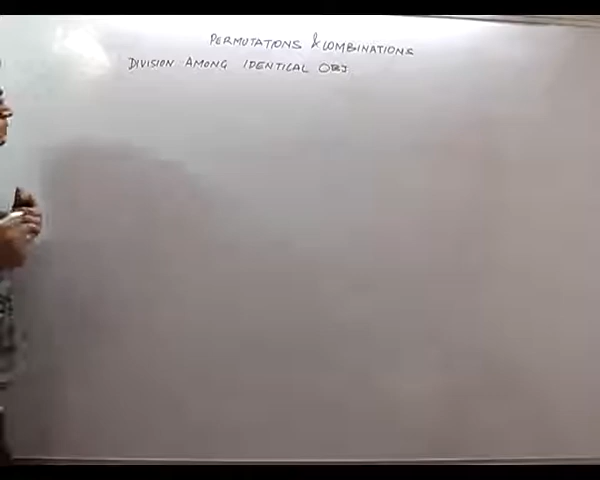 PERMUTATIONS & COMBINATIONS
DIVISION AMONG IDENTICAL OBJ